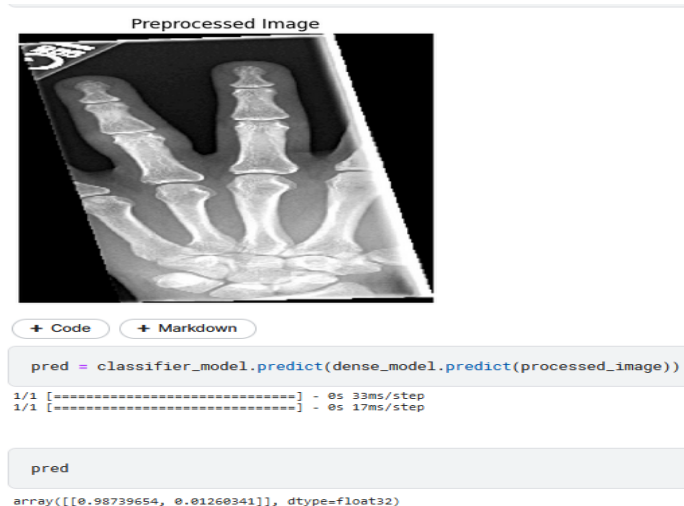 Preprocessed Image
+ Code + Markdown
pred = classifier_model.predict(dense_model.predict(processed_image))
1/1 [==============================] - 0s 33ms/step
1/1 [==============================] - 0s 17ms/step
pred
array([[0.98739654, 0.01260341]], dtype=float32)